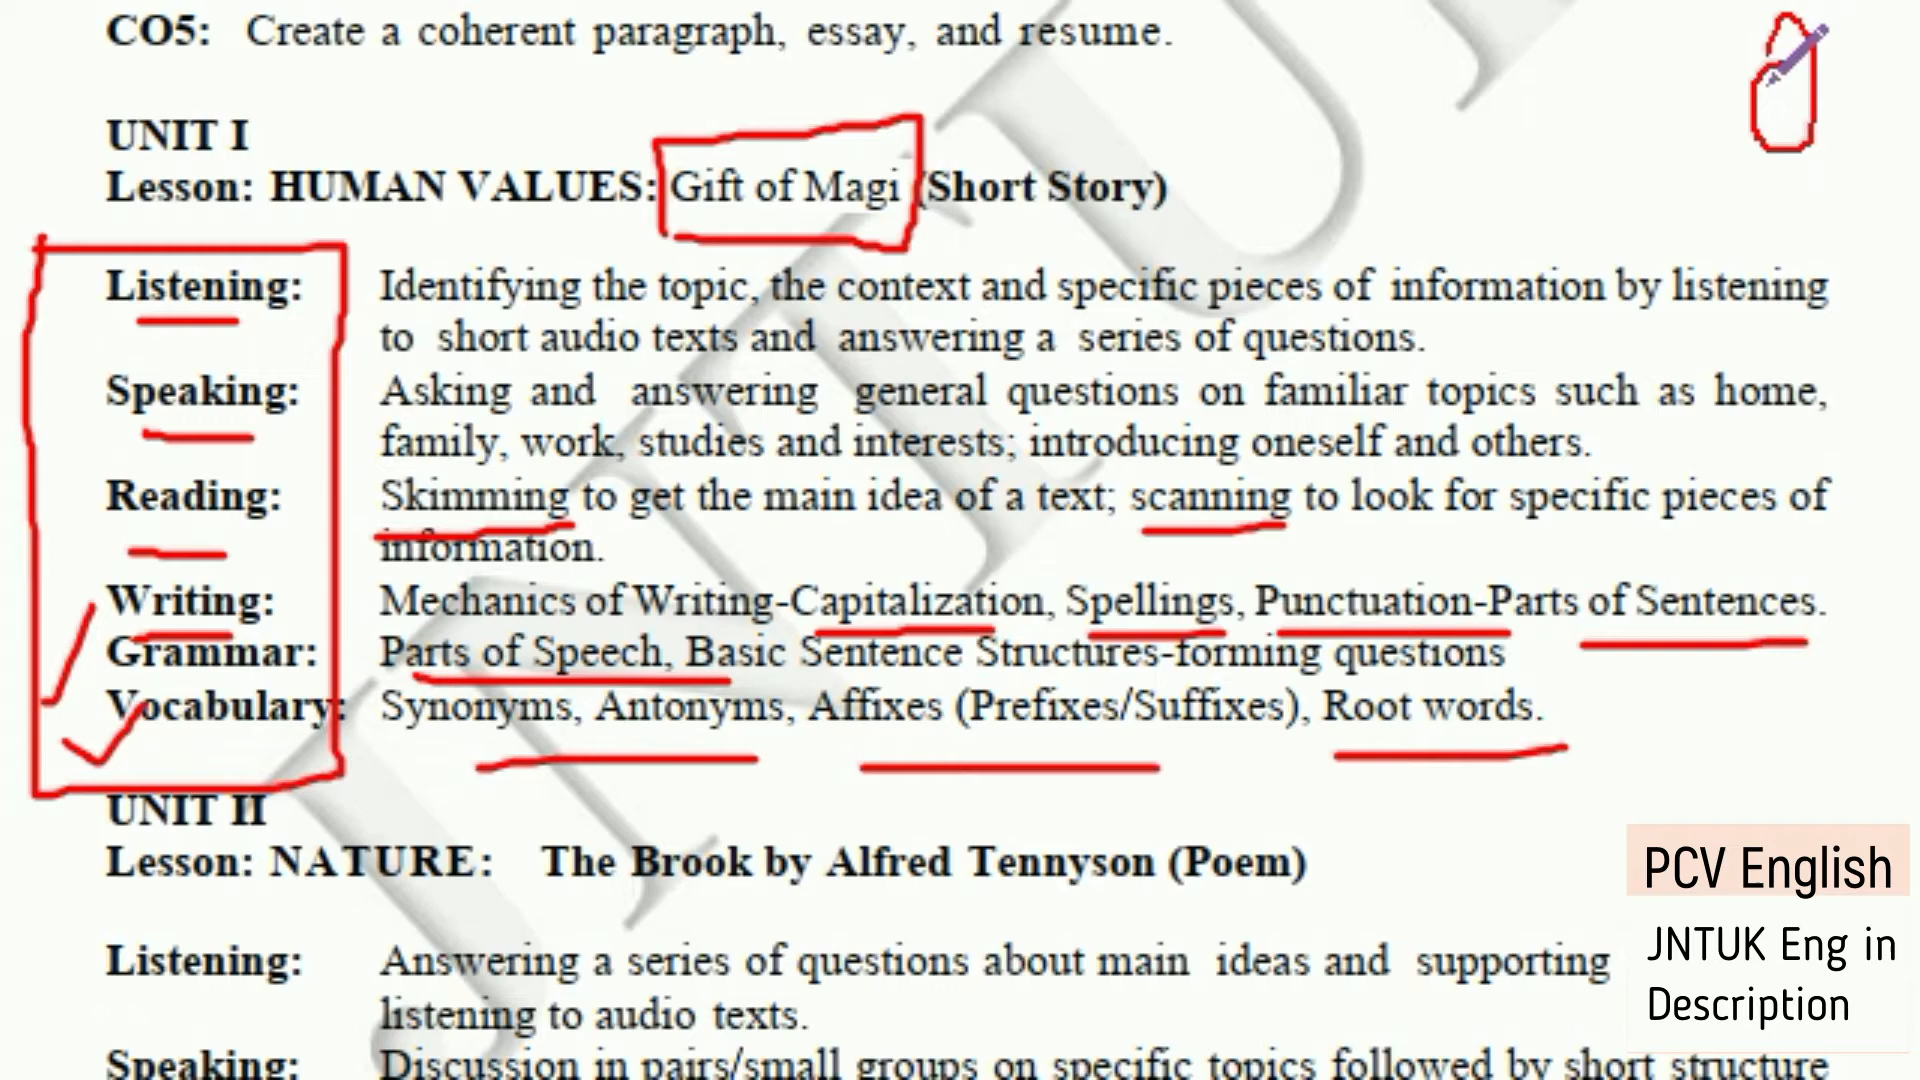 CO5: Create a coherent paragraph, essay, and resume.
UNIT I
Lesson: HUMAN VALUES: Gift of Magi (Short Story)
Listening: Identifying the topic, the context and specific pieces of information by listening
to short audio texts and answering a series of questions.
Speaking: Asking and answering general questions on familiar topics such as home,
family, work, studies and interests; introducing oneself and others.
Reading: Skimming to get the main idea of a text; scanning to look for specific pieces of
information.
Writing: Mechanics of Writing-Capitalization, Spellings, Punctuation-Parts of Sentences.
Grammar: Parts of Speech, Basic Sentence Structures-forming questions
Vocabulary: Synonyms, Antonyms, Affixes (Prefixes/Suffixes), Root words.
UNIT II
Lesson: NATURE: The Brook by Alfred Tennyson (Poem)
Listening: Answering a series of questions about main ideas and supporting
listening to audio texts.
Speaking: Discussion in pairs/small groups on specific topics followed by short structure
PCV English
JNTUK Eng in
Description